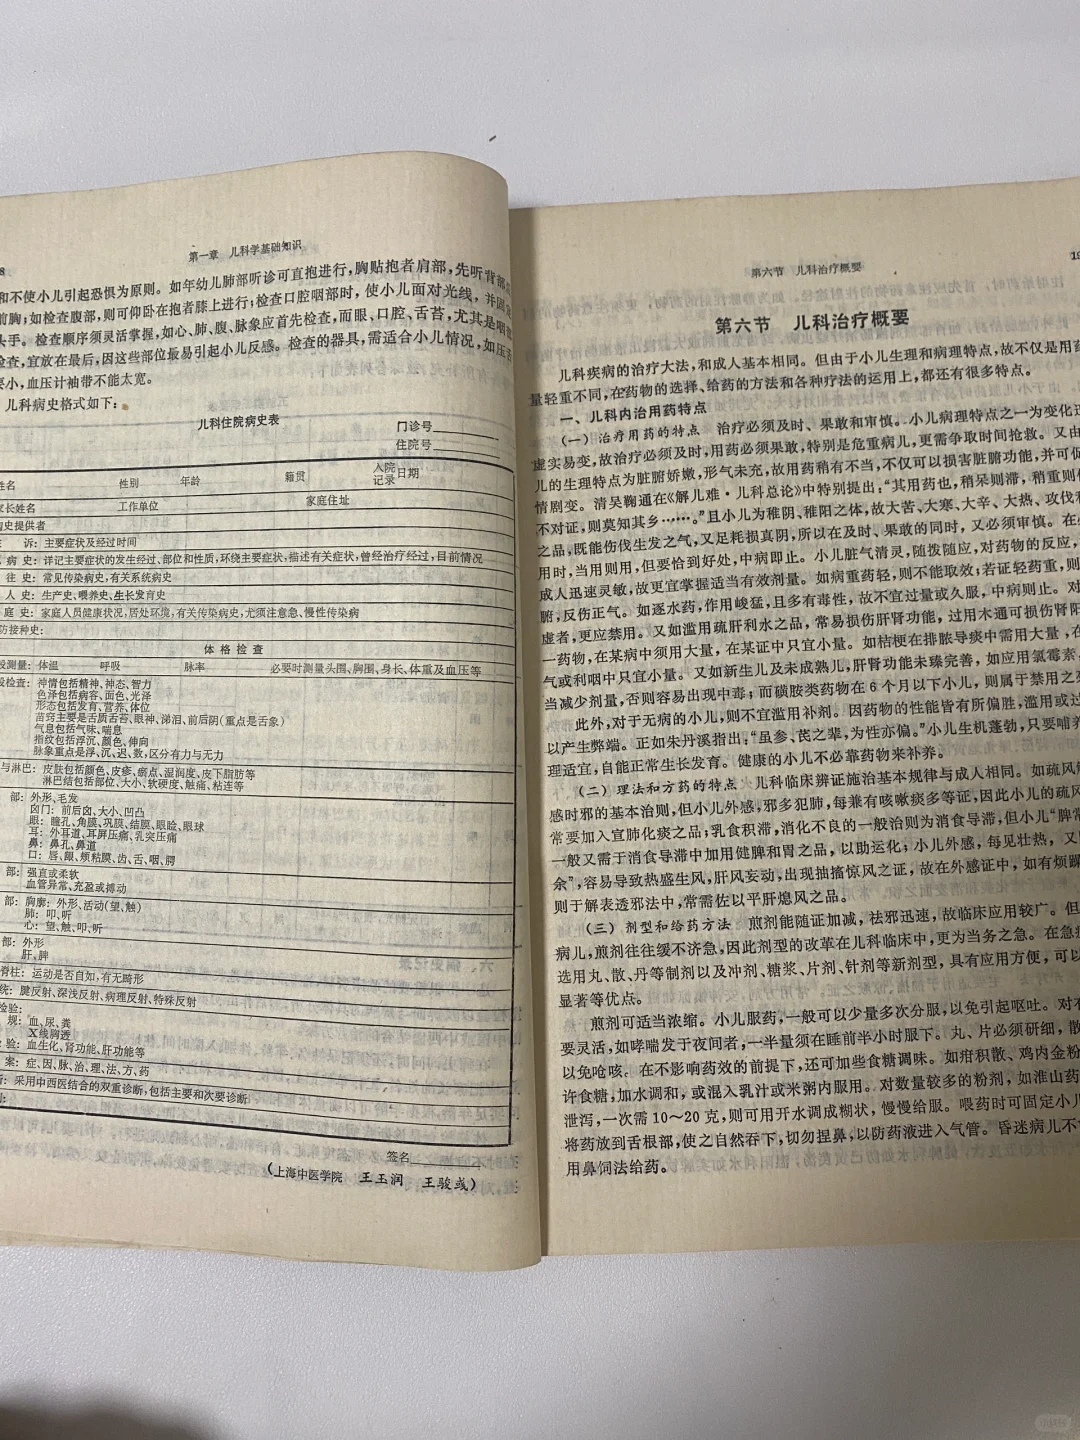 8
第一章 儿科学基础知识
和不使小儿引起恐惧为原则。如年幼儿肺部听诊可直抱进行，胸贴抱者肩部，先听背部
前胸；如检查腹部，则可仰卧在抱者膝上进行；检查口腔咽部时，使小儿面对光线，并固
头手。检查顺序须灵活掌握，如心、肺、腹、脉象应首先检查，而眼、口腔、舌苔，尤其是咽
检查，宜放在最后，因这些部位最易引起小儿反感。检查的器具，需适合小儿情况，如压舌
要小，血压计袖带不能太宽。
儿科病史格式如下：
儿科住院病史表
门诊号
住院号
姓名 性别 年龄 籍贯 入院记录日期
家长姓名 工作单位 家庭住址
病史提供者
诉：主要症状及经过时间
病 史：详记主要症状的发生经过、部位和性质，环绕主要症状，描述有关症状，曾经治疗经过，目前情况
往 史：常见传染病史，有关系统病史
人 史：生产史、喂养史、生长发育史
庭 史：家庭人员健康状况，居处环境，有关传染病史，尤须注意急、慢性传染病
防接种史：
体 格 检 查
般测量：体温 呼吸 脉率 必要时测量头围、胸围、身长、体重及血压等
般检查：神情包括精神、神态、智力
色泽包括病容、面色、光泽
形态包括发育、营养、体位
苗窍主要是舌质舌苔、眼神、涕泪、前后阴（重点是舌象）
气息包括气味、喘息
指纹包括浮沉、颜色、伸向
脉象重点是浮、沉、迟、数，区分有力与无力
与淋巴：皮肤包括颜色、皮疹、瘀点、湿润度、皮下脂肪等
淋巴结包括部位、大小、软硬度、触痛、粘连等
部：外形、毛发
囟门：前后囟、大小、凹凸
眼：瞳孔、角膜、巩膜、结膜、眼睑、眼球
耳：外耳道、耳屏压痛、乳突压痛
鼻：鼻孔、鼻道
口：唇、龈、颊粘膜、齿、舌、咽、腭
部：强直或柔软
血管异常、充盈或搏动
部：胸廓：外形、活动（望、触）
肺：叩、听
心：望、触、叩、听
部：外形
肝、脾
脊柱：运动是否自如，有无畸形
统：腱反射、深浅反射、病理反射、特殊反射
检验：
规：血、尿、粪
X线胸透
验：血生化、肾功能、肝功能等
案：症、因、脉、治、理、法、方、药
断：采用中西医结合的双重诊断，包括主要和次要诊断
签名
（上海中医学院 王玉润 王骏彧）
第六节 儿科治疗概要
19
第六节 儿科治疗概要
儿科疾病的治疗大法，和成人基本相同。但由于小儿生理和病理特点，故不仅是用药
量轻重不同，在药物的选择、给药的方法和各种疗法的运用上，都还有很多特点。
一、儿科内治用药特点
（一）治疗用药的特点 治疗必须及时、果敢和审慎。小儿病理特点之一为变化迅
虚实易变，故治疗必须及时，用药必须果敢，特别是危重病儿，更需争取时间抢救。又由
儿的生理特点为脏腑娇嫩，形气未充，故用药稍有不当，不仅可以损害脏腑功能，并可促
情剧变。清吴鞠通在《解儿难·儿科总论》中特别提出：“其用药也，稍呆则滞，稍重则
不对证，则莫知其乡……。”且小儿为稚阴、稚阳之体，故大苦、大寒、大辛、大热、攻伐
之品，既能伤伐生发之气，又足耗损真阴，所以在及时、果敢的同时，又必须审慎。在
用时，当用则用，但要恰到好处，中病即止。小儿脏气清灵，随拨随应，对药物的反应，
成人迅速灵敏，故更宜掌握适当有效剂量。如病重药轻，则不能取效；若证轻药重，则
腑，反伤正气。如逐水药，作用峻猛，且多有毒性，故不宜过量或久服，中病则止。对
虚者，更应禁用。又如滥用疏肝利水之品，常易损伤肝肾功能，过用木通可损伤肾阳
一药物，在某病中须用大量，在某证中只宜小量。如桔梗在排脓导痰中需用大量，在
气或利咽中只宜小量。又如新生儿及未成熟儿，肝肾功能未臻完善，如应用氯霉素，
当减少剂量，否则容易出现中毒；而磺胺类药物在6个月以下小儿，则属于禁用之
此外，对于无病的小儿，则不宜滥用补剂。因药物的性能皆有所偏胜，滥用或过
以产生弊端。正如朱丹溪指出：“虽参、芪之辈，为性亦偏。”小儿生机蓬勃，只要哺养
理适宜，自能正常生长发育。健康的小儿不必靠药物来补养。
（二）理法和方药的特点 儿科临床辨证施治基本规律与成人相同。如疏风解
感时邪的基本治则，但小儿外感，邪多犯肺，每兼有咳嗽痰多等证，因此小儿的疏风
常要加入宣肺化痰之品；乳食积滞，消化不良的一般治则为消食导滞，但小儿“脾常
一般又需于消食导滞中加用健脾和胃之品，以助运化；小儿外感，每见壮热，又
余”，容易导致热盛生风，肝风妄动，出现抽搐惊风之证，故在外感证中，如有烦躁
则于解表透邪法中，常需佐以平肝熄风之品。
（三）剂型和给药方法 煎剂能随证加减，祛邪迅速，故临床应用较广。但
病儿，煎剂往往缓不济急，因此剂型的改革在儿科临床中，更为当务之急。在急
选用丸、散、丹等制剂以及冲剂、糖浆、片剂、针剂等新剂型，具有应用方便，可以
显著等优点。
煎剂可适当浓缩。小儿服药，一般可以少量多次分服，以免引起呕吐。对
要灵活，如哮喘发于夜间者，一半量须在睡前半小时服下。丸、片必须研细，散
以免呛咳。在不影响药效的前提下，还可加些食糖调味。如疳积散、鸡内金粉
许食糖，加水调和，或混入乳汁或米粥内服用。对数量较多的粉剂，如淮山药
泄泻，一次需10～20克，则可用开水调成糊状，慢慢给服。喂药时可固定小儿
将药放到舌根部，使之自然吞下，切勿捏鼻，以防药液进入气管。昏迷病儿不
用鼻饲法给药。